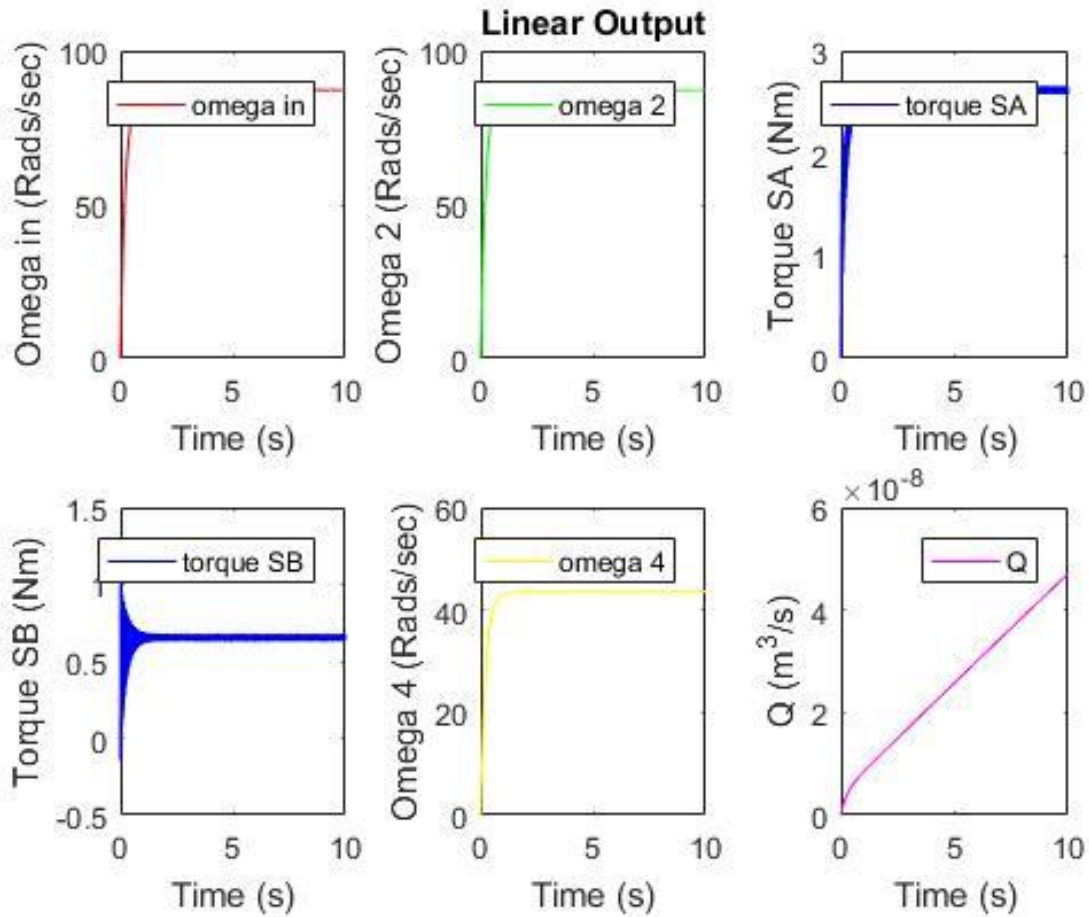 Linear Output
Omega in (Rads/sec)
100
50
0
omega in
0 5 10
Time (s)
Omega 2 (Rads/sec)
100
50
0
omega 2
0 5 10
Time (s)
Torque SA (Nm)
3
2
1
0
torque SA
0 5 10
Time (s)
Torque SB (Nm)
1.5
1
0.5
0
-0.5
torque SB
0 5 10
Time (s)
Omega 4 (Rads/sec)
60
40
20
0
omega 4
0 5 10
Time (s)
Q (m³/s)
× 10⁻⁸
6
4
2
0
Q
0 5 10
Time (s)